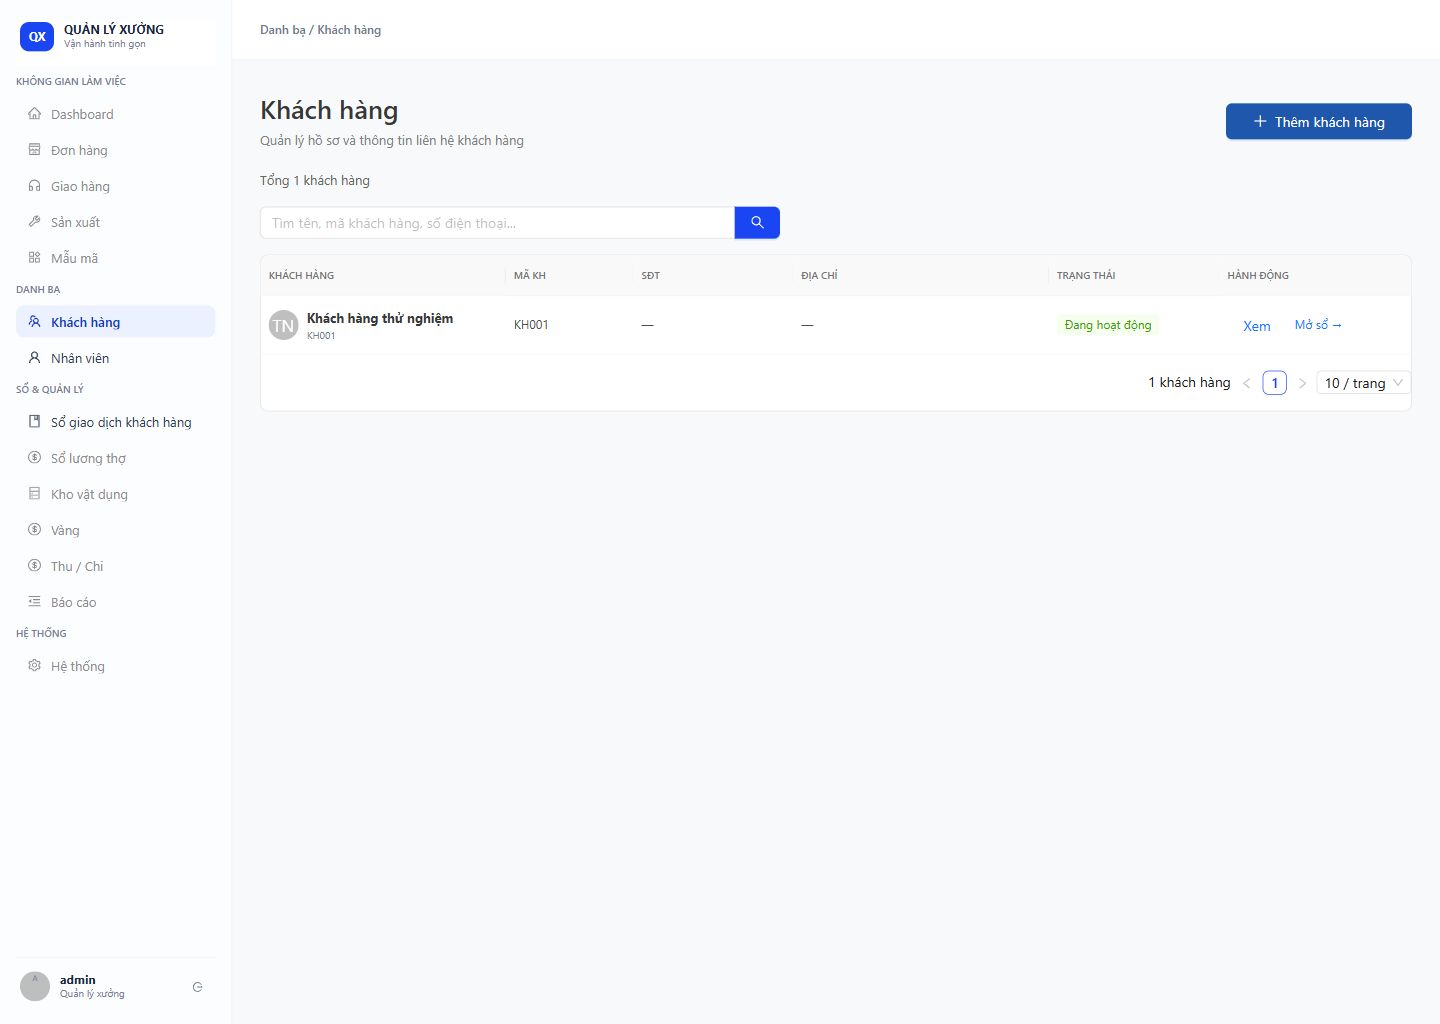 QX
QUẢN LÝ XƯỞNG
Vận hành tinh gọn
KHÔNG GIAN LÀM VIỆC
Dashboard
Đơn hàng
Giao hàng
Sản xuất
Mẫu mã
DANH BẠ
Khách hàng
Nhân viên
SỔ & QUẢN LÝ
Sổ giao dịch khách hàng
Sổ lương thợ
Kho vật dụng
Vàng
Thu / Chi
Báo cáo
HỆ THỐNG
Hệ thống
A
admin
Quản lý xưởng
Danh bạ / Khách hàng
Khách hàng
Quản lý hồ sơ và thông tin liên hệ khách hàng
+ Thêm khách hàng
Tổng 1 khách hàng
Tìm tên, mã khách hàng, số điện thoại...
KHÁCH HÀNG MÃ KH SĐT ĐỊA CHỈ TRẠNG THÁI HÀNH ĐỘNG
TN Khách hàng thử nghiệm KH001 — — Đang hoạt động Xem Mở sổ →
KH001
1 khách hàng < 1 > 10 / trang